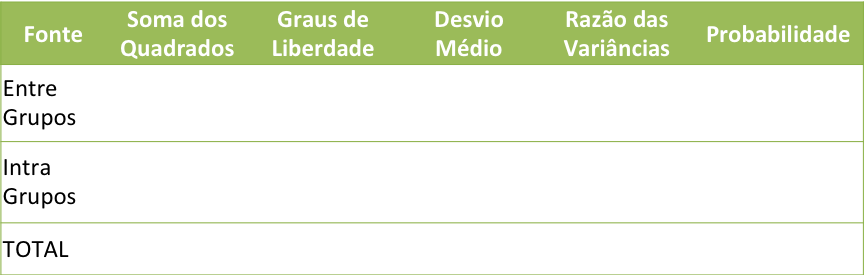 Fonte
Soma dos
Quadrados
Graus de
Liberdade
Desvio
Médio
Razão das
Variâncias
Probabilidade
Entre
Grupos
Intra
Grupos
TOTAL